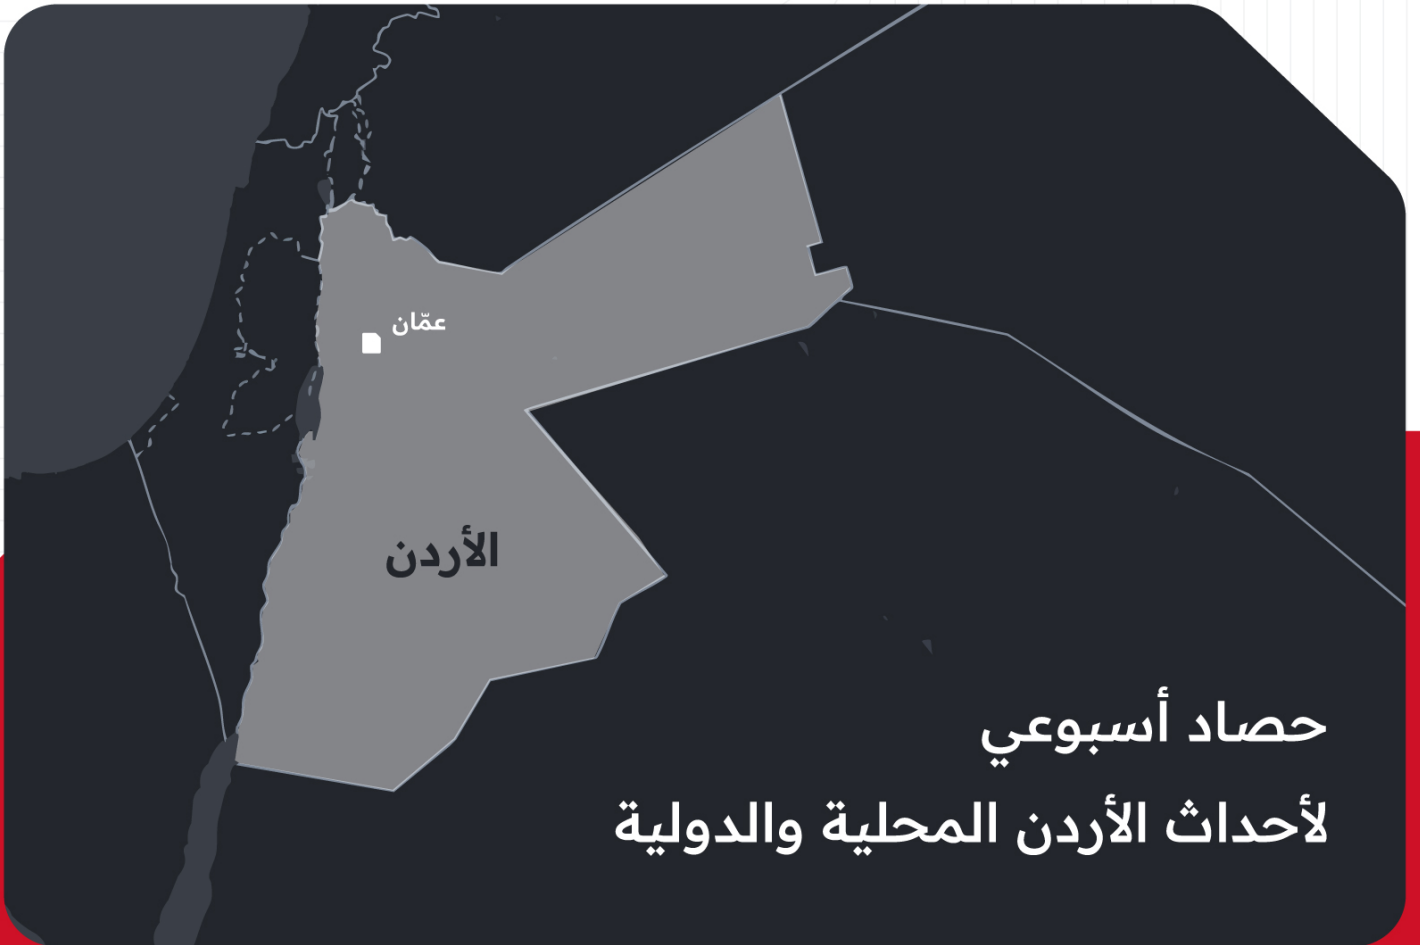 عمّان
الأردن
حصاد أسبوعي
لأحداث الأردن المحلية والدولية